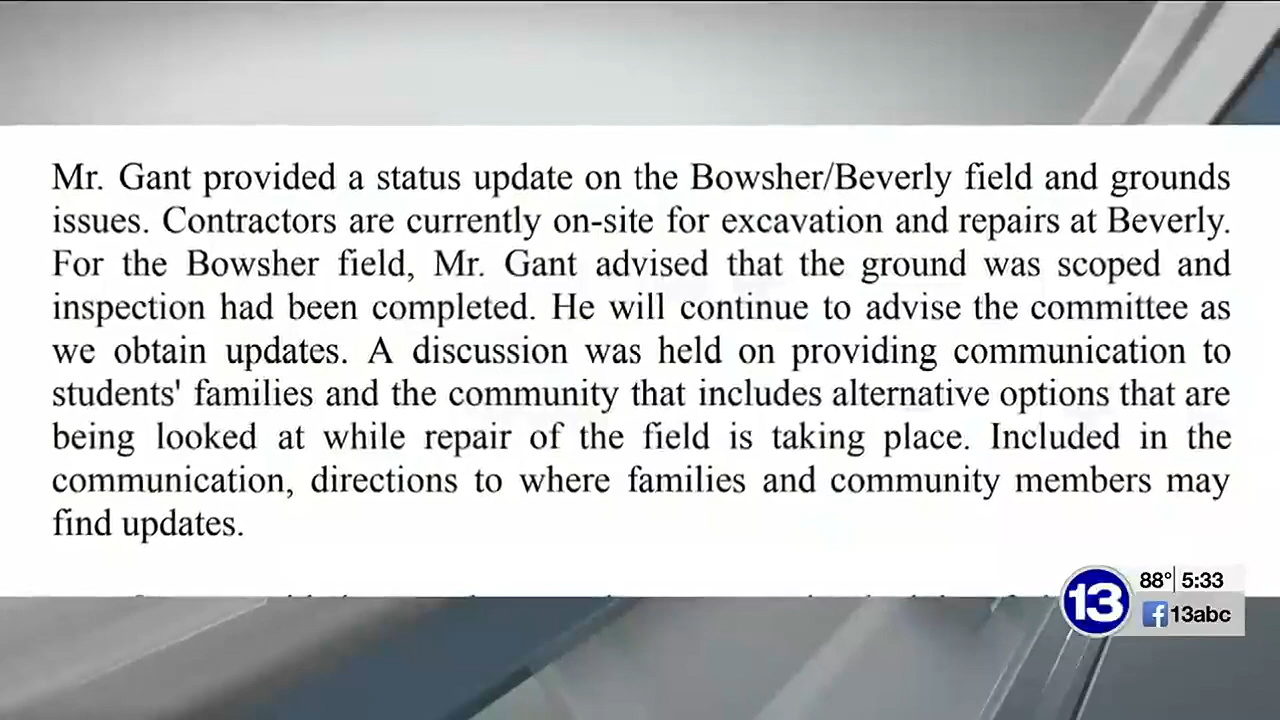 Mr. Gant provided a status update on the Bowsher/Beverly field and grounds
issues. Contractors are currently on-site for excavation and repairs at Beverly.
For the Bowsher field, Mr. Gant advised that the ground was scoped and
inspection had been completed. He will continue to advise the committee as
we obtain updates. A discussion was held on providing communication to
students' families and the community that includes alternative options that are
being looked at while repair of the field is taking place. Included in the
communication, directions to where families and community members may
find updates.
13
88° 5:33
f 13abc